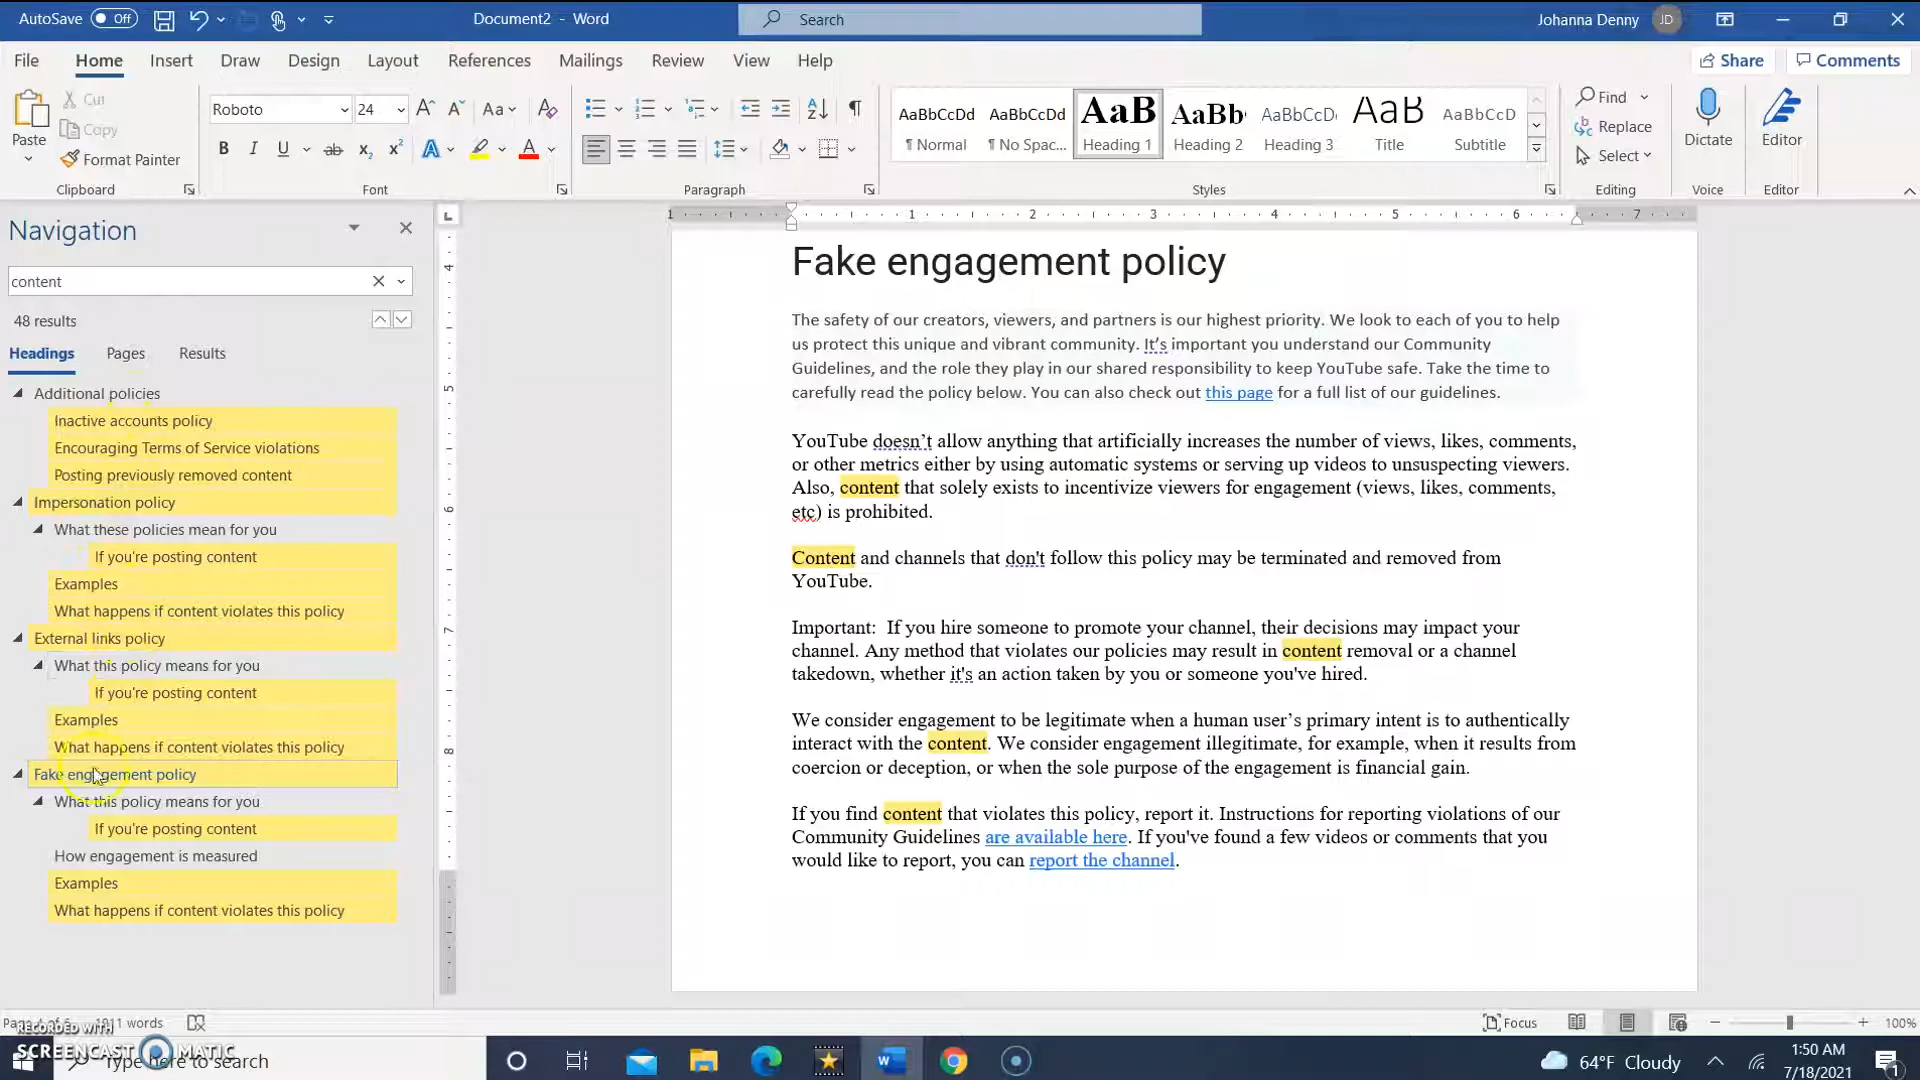 AutoSave Off Document2 - Word Search Johanna Denny JD
File Home Insert Draw Design Layout References Mailings Review View Help Share Comments
Paste Cut Copy Format Painter
Clipboard
Roboto 24
Font
Paragraph
AaBbCcDd AaBbCcDd AaB AaBb AaBbCcD AaB AaBbCcD
¶ Normal ¶ No Spac... Heading 1 Heading 2 Heading 3 Title Subtitle
Styles
Find
Replace
Select
Editing
Dictate
Voice
Editor
Editor
Navigation
content
48 results
Headings Pages Results
Additional policies
Inactive accounts policy
Encouraging Terms of Service violations
Posting previously removed content
Impersonation policy
What these policies mean for you
If you're posting content
Examples
What happens if content violates this policy
External links policy
What this policy means for you
If you're posting content
Examples
What happens if content violates this policy
Fake engagement policy
What this policy means for you
If you're posting content
How engagement is measured
Examples
What happens if content violates this policy
1 1 2 3 4 5 6 7
4
5
6
7
8
Fake engagement policy
The safety of our creators, viewers, and partners is our highest priority. We look to each of you to help
us protect this unique and vibrant community. It’s important you understand our Community
Guidelines, and the role they play in our shared responsibility to keep YouTube safe. Take the time to
carefully read the policy below. You can also check out this page for a full list of our guidelines.
YouTube doesn’t allow anything that artificially increases the number of views, likes, comments,
or other metrics either by using automatic systems or serving up videos to unsuspecting viewers.
Also, content that solely exists to incentivize viewers for engagement (views, likes, comments,
etc) is prohibited.
Content and channels that don't follow this policy may be terminated and removed from
YouTube.
Important: If you hire someone to promote your channel, their decisions may impact your
channel. Any method that violates our policies may result in content removal or a channel
takedown, whether it's an action taken by you or someone you've hired.
We consider engagement to be legitimate when a human user’s primary intent is to authentically
interact with the content. We consider engagement illegitimate, for example, when it results from
coercion or deception, or when the sole purpose of the engagement is financial gain.
If you find content that violates this policy, report it. Instructions for reporting violations of our
Community Guidelines are available here. If you've found a few videos or comments that you
would like to report, you can report the channel.
words Focus 100%
RECORDED WITH
SCREENCAST MATIC
Type here to search
64°F Cloudy
1:50 AM
7/18/2021
1